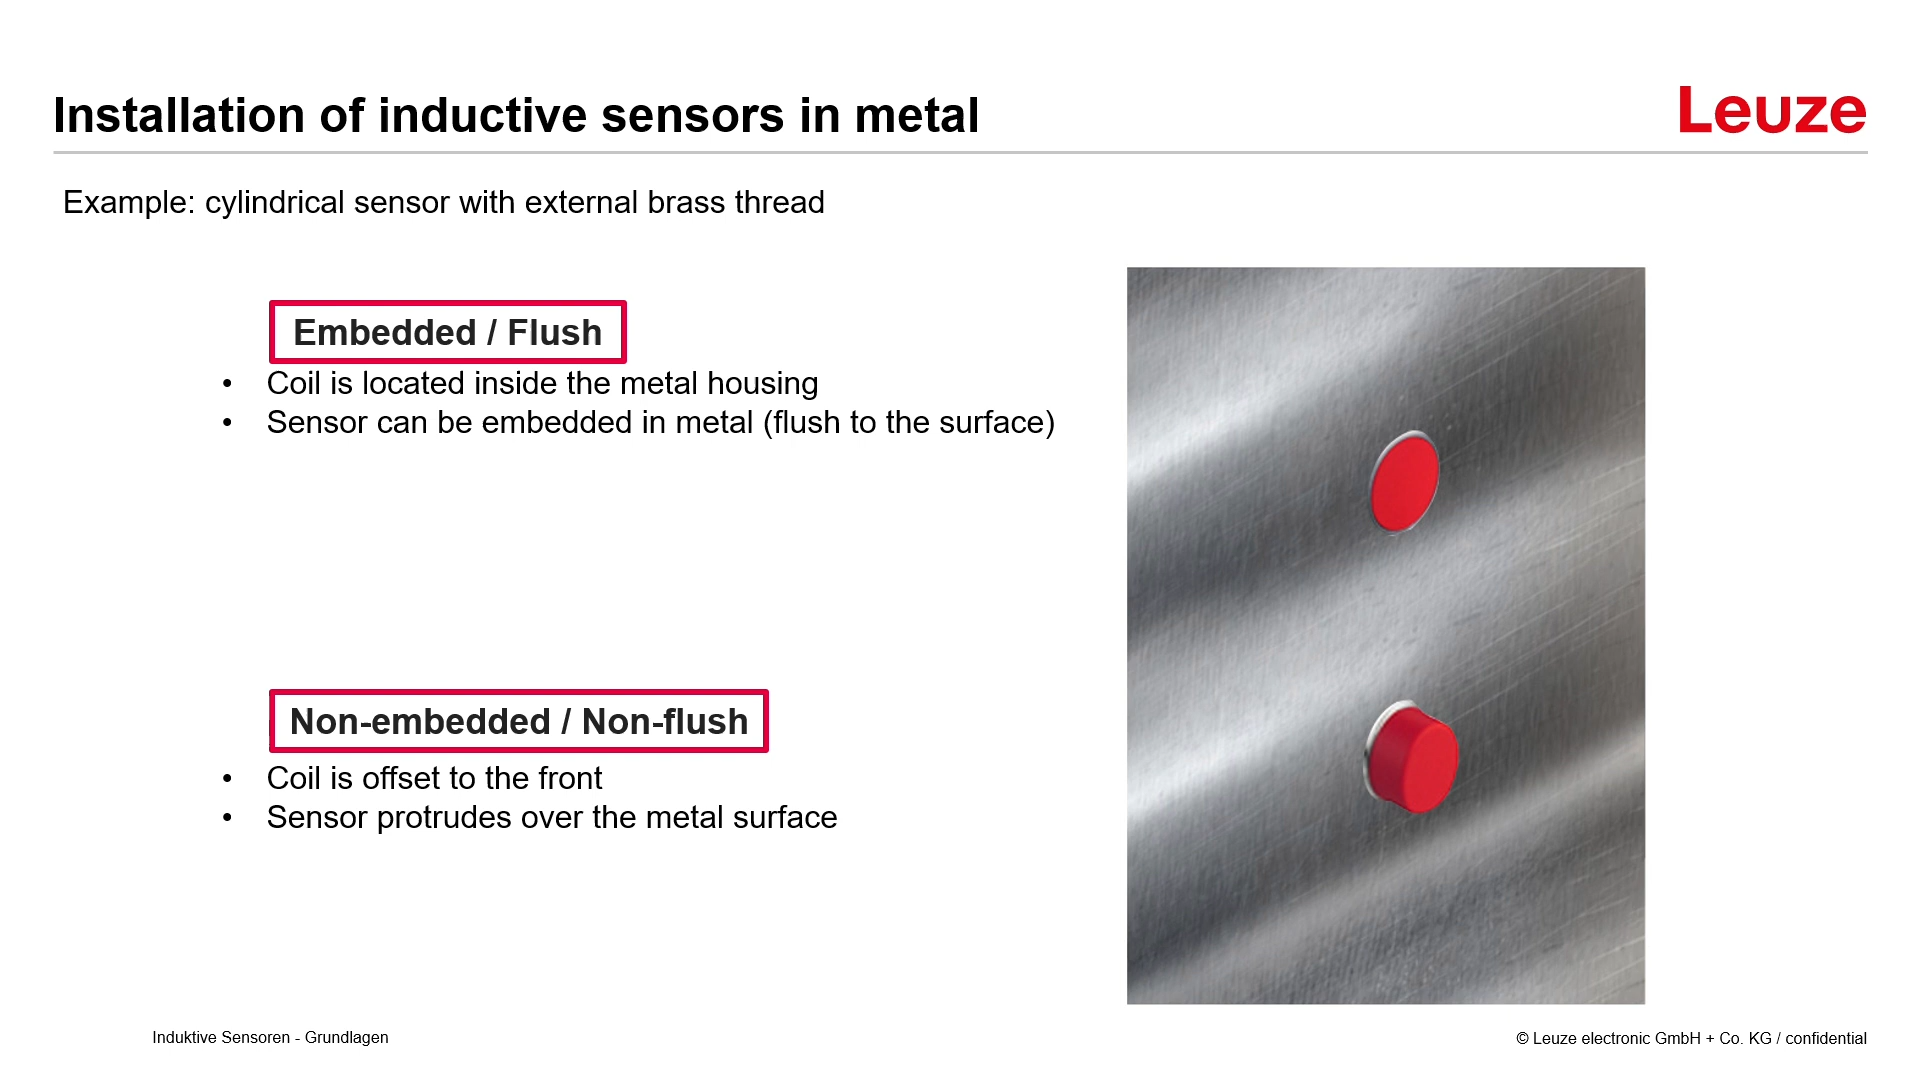 Installation of inductive sensors in metal
Leuze
Example: cylindrical sensor with external brass thread
Embedded / Flush
• Coil is located inside the metal housing
• Sensor can be embedded in metal (flush to the surface)
Non-embedded / Non-flush
• Coil is offset to the front
• Sensor protrudes over the metal surface
Induktive Sensoren - Grundlagen
© Leuze electronic GmbH + Co. KG / confidential